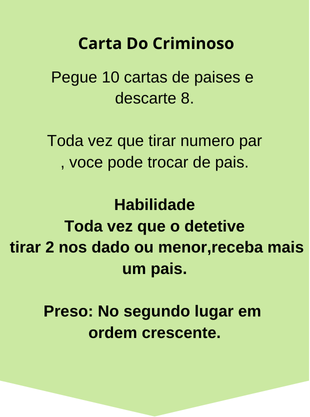 Carta Do Criminoso
Pegue 10 cartas de paises e
descarte 8.
Toda vez que tirar numero par
, voce pode trocar de pais.
Habilidade
Toda vez que o detetive
tirar 2 nos dado ou menor,receba mais
um pais.
Preso: No segundo lugar em
ordem crescente.